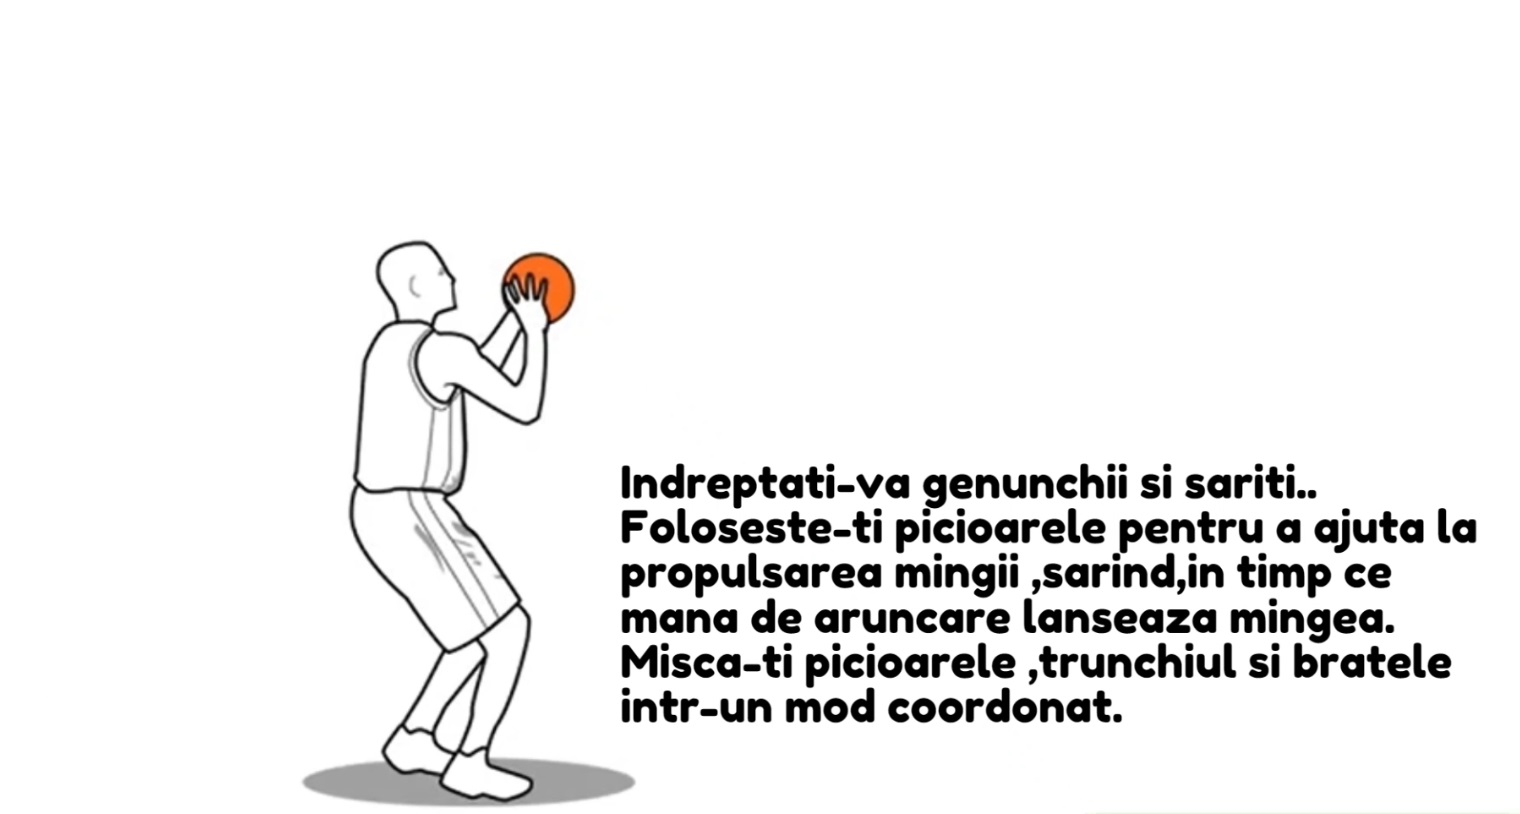 Indreptati-va genunchii si sariti..
Foloseste-ti picioarele pentru a ajuta la
propulsarea mingii ,sarind,in timp ce
mana de aruncare lanseaza mingea.
Misca-ti picioarele ,trunchiul si bratele
intr-un mod coordonat.